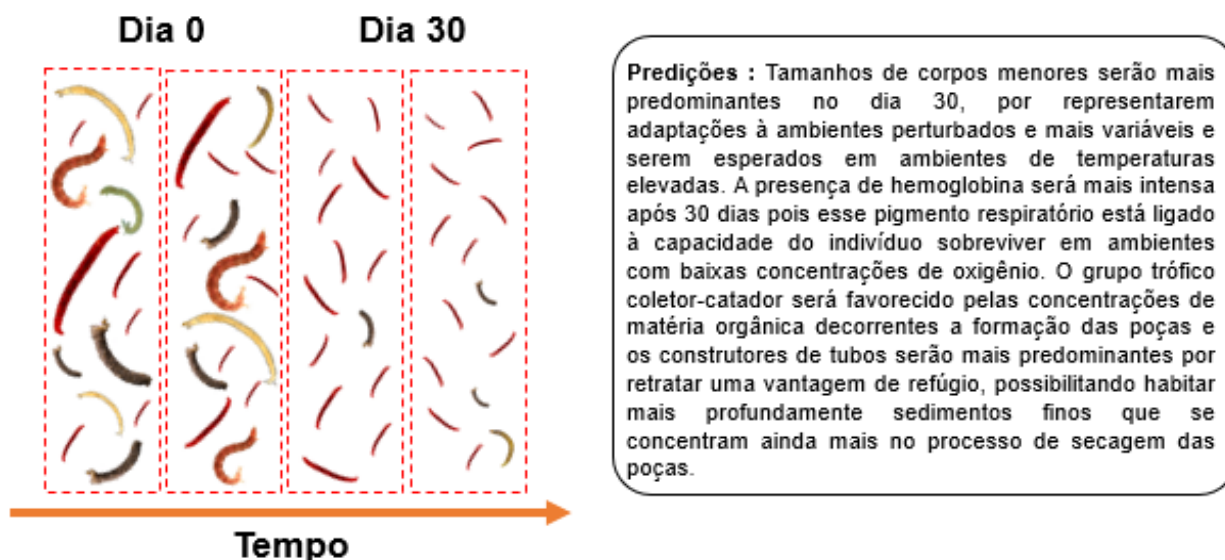 Dia 0
Dia 30
Tempo
Predições : Tamanhos de corpos menores serão mais
predominantes no dia 30, por representarem
adaptações à ambientes perturbados e mais variáveis e
serem esperados em ambientes de temperaturas
elevadas. A presença de hemoglobina será mais intensa
após 30 dias pois esse pigmento respiratório está ligado
à capacidade do indivíduo sobreviver em ambientes
com baixas concentrações de oxigênio. O grupo trófico
coletor-catador será favorecido pelas concentrações de
matéria orgânica decorrentes a formação das poças e
os construtores de tubos serão mais predominantes por
retratar uma vantagem de refúgio, possibilitando habitar
mais profundamente sedimentos finos que se
concentram ainda mais no processo de secagem das
poças.